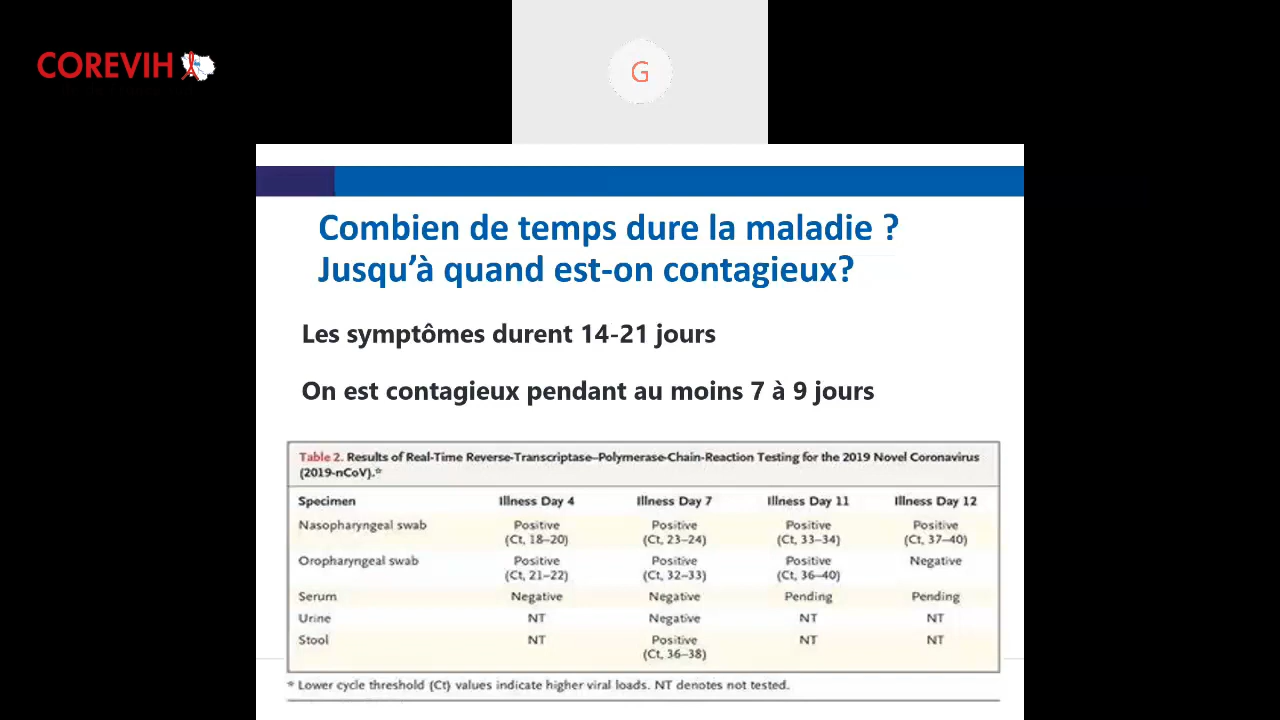 COREVIH
G
Combien de temps dure la maladie ?
Jusqu'à quand est-on contagieux?
Les symptômes durent 14-21 jours
On est contagieux pendant au moins 7 à 9 jours
Table 2. Results of Real-Time Reverse-Transcriptase–Polymerase-Chain-Reaction Testing for the 2019 Novel Coronavirus
(2019-nCoV).*
Specimen Illness Day 4 Illness Day 7 Illness Day 11 Illness Day 12
Nasopharyngeal swab Positive Positive Positive Positive
(Ct, 18–20) (Ct, 23–24) (Ct, 33–34) (Ct, 37–40)
Oropharyngeal swab Positive Positive Positive Negative
(Ct, 21–22) (Ct, 32–33) (Ct, 36–40)
Serum Negative Negative Pending Pending
Urine NT Negative NT NT
Stool NT Positive NT NT
(Ct, 36–38)
* Lower cycle threshold (Ct) values indicate higher viral loads. NT denotes not tested.